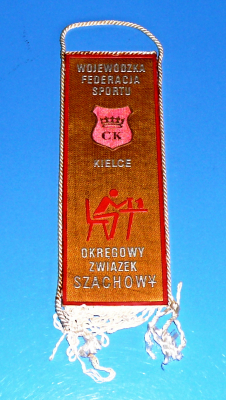 WOJEWÓDZKA
FEDERACJA
SPORTU
CK
KIELCE
OKRĘGOWY
ZWIĄZEK
SZACHOWY